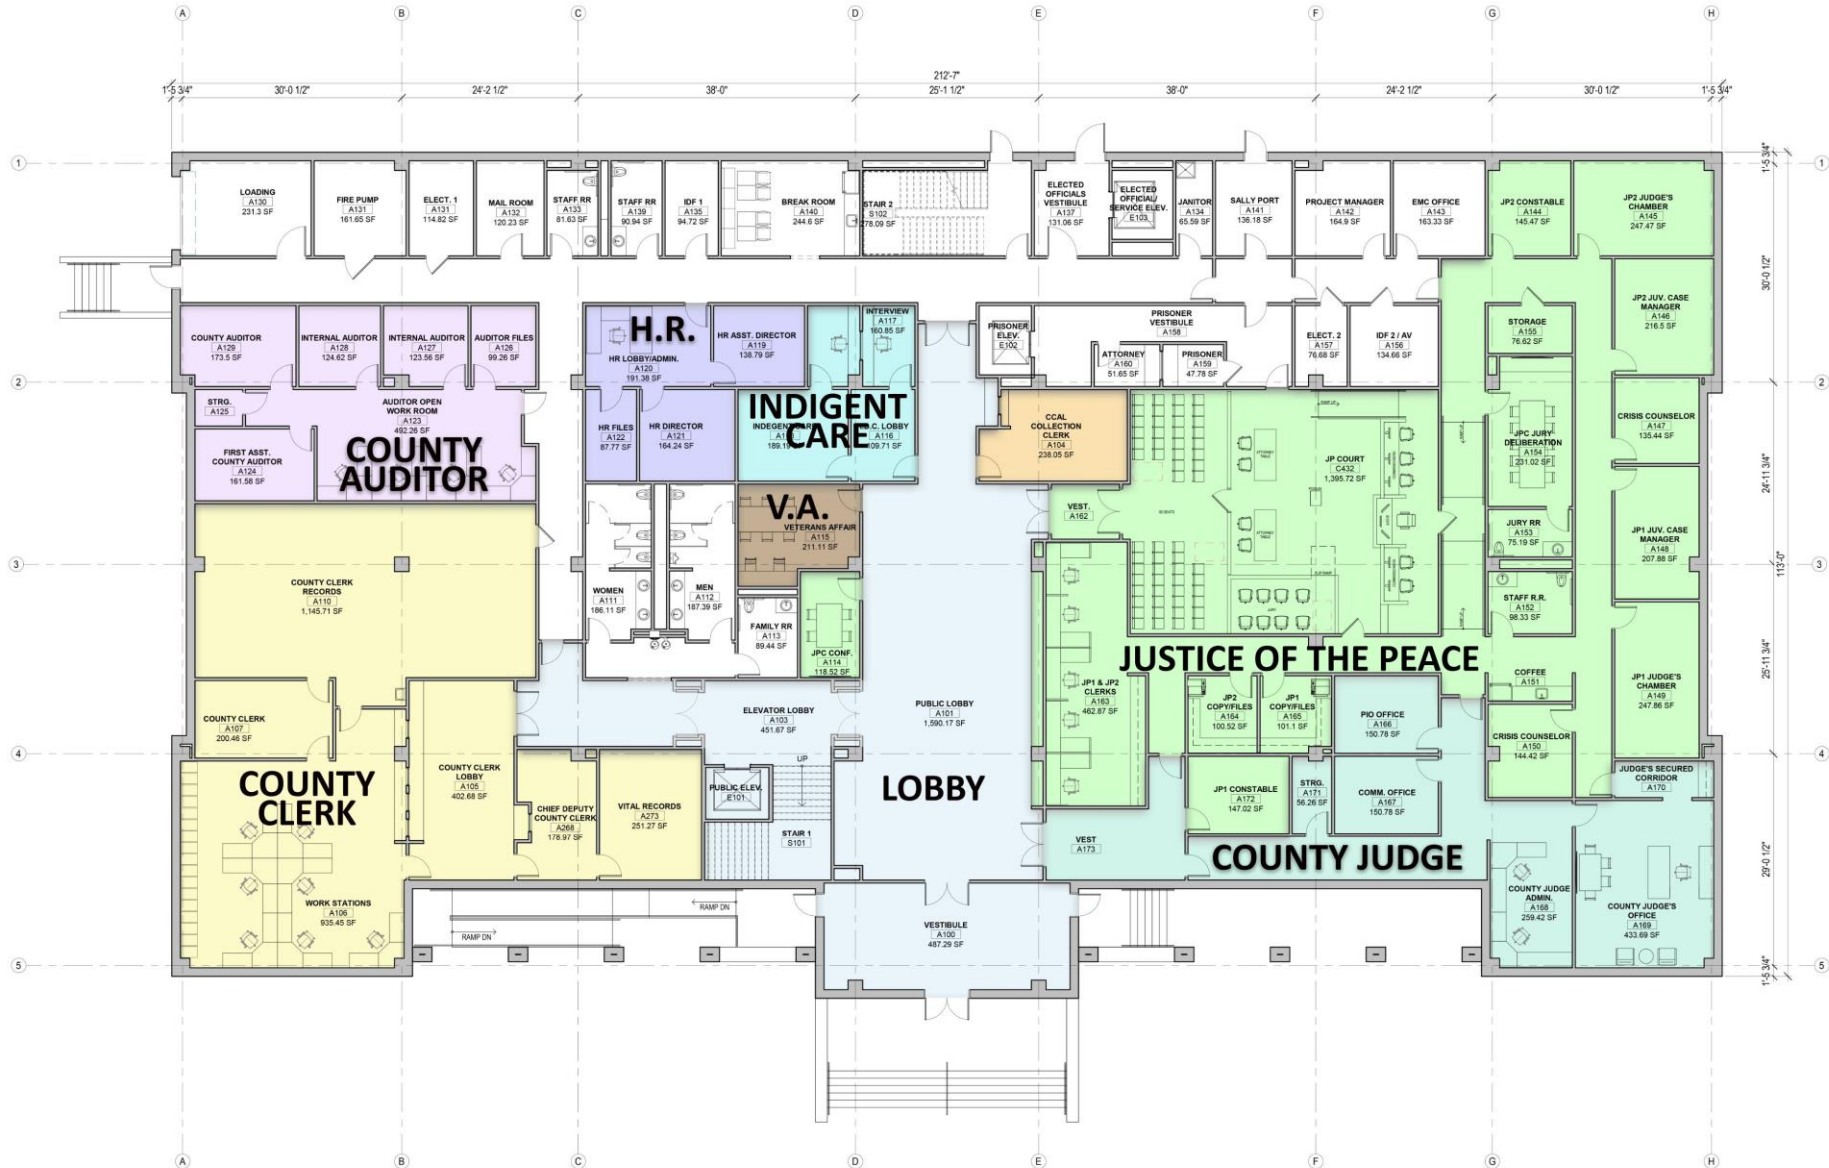 A B C D E F G H
212'-7"
1'-5 3/4" 30'-0 1/2" 24'-2 1/2" 38'-0" 25'-1 1/2" 38'-0" 24'-2 1/2" 30'-0 1/2" 1'-5 3/4"
1
1
1'-5 3/4"
LOADING
A130
231.3 SF
FIRE PUMP
A131
161.65 SF
ELECT. 1
A131
114.82 SF
MAIL ROOM
A132
120.23 SF
STAFF RR
A133
81.63 SF
STAFF RR
A139
90.94 SF
IDF 1
A135
94.72 SF
BREAK ROOM
A140
244.6 SF
STAIR 2
S102
278.09 SF
ELECTED
OFFICIALS
VESTIBULE
A137
131.06 SF
ELECTED
OFFICIAL/
SERVICE ELEV.
E103
JANITOR
A134
65.59 SF
SALLY PORT
A141
136.18 SF
PROJECT MANAGER
A142
164.9 SF
EMC OFFICE
A143
163.33 SF
JP2 CONSTABLE
A144
145.47 SF
JP2 JUDGE'S
CHAMBER
A145
247.47 SF
30'-0 1/2"
COUNTY AUDITOR
A129
173.5 SF
INTERNAL AUDITOR
A128
124.62 SF
INTERNAL AUDITOR
A127
123.56 SF
AUDITOR FILES
A126
99.26 SF
H.R.
HR LOBBY/ADMIN.
A120
191.38 SF
HR ASST. DIRECTOR
A119
138.79 SF
INTERVIEW
A117
160.85 SF
PRISONER
ELEV.
E102
PRISONER
VESTIBULE
A158
ATTORNEY
A160
51.65 SF
PRISONER
A159
47.78 SF
ELECT. 2
A157
76.68 SF
IDF 2 / AV
A156
134.66 SF
STORAGE
A155
76.62 SF
JP2 JUV. CASE
MANAGER
A146
216.5 SF
2
2
STRG.
A125
AUDITOR OPEN
WORK ROOM
A123
492.26 SF
COUNTY
AUDITOR
FIRST ASST.
COUNTY AUDITOR
A124
161.58 SF
HR FILES
A122
87.77 SF
HR DIRECTOR
A121
164.24 SF
INDIGENT
CARE
LOBBY
A116
CCAL
COLLECTION
CLERK
A104
238.05 SF
ATTORNEY
TABLE
JP COURT
C432
1,395.72 SF
JPC JURY
DELIBERATION
A154
231.02 SF
CRISIS COUNSELOR
A147
135.44 SF
24'-11 3/4"
V.A.
VETERANS AFFAIR
A115
211.11 SF
VEST.
A162
ATTORNEY
TABLE
JURY RR
A153
75.19 SF
JP1 JUV. CASE
MANAGER
A148
207.88 SF
3
3
113'-0"
COUNTY CLERK
RECORDS
A110
1,145.71 SF
WOMEN
A111
186.11 SF
MEN
A112
187.39 SF
FAMILY RR
A113
89.44 SF
JPC CONF.
A114
118.52 SF
JURY
STAFF R.R.
A152
98.33 SF
JUSTICE OF THE PEACE
25'-11 3/4"
COUNTY CLERK
A107
200.46 SF
ELEVATOR LOBBY
A103
451.67 SF
PUBLIC LOBBY
A101
1,590.17 SF
JP1 & JP2
CLERKS
A163
462.87 SF
JP2
COPY/FILES
A164
100.52 SF
JP1
COPY/FILES
A165
101.1 SF
PIO OFFICE
A166
150.78 SF
COFFEE
A151
JP1 JUDGE'S
CHAMBER
A149
247.86 SF
CRISIS COUNSELOR
A150
144.42 SF
4
4
COUNTY
CLERK
COUNTY CLERK
LOBBY
A105
402.68 SF
CHIEF DEPUTY
COUNTY CLERK
A268
178.97 SF
VITAL RECORDS
A273
251.27 SF
PUBLIC ELEV.
E101
UP
STAIR 1
S101
LOBBY
VEST
A173
JP1 CONSTABLE
A172
147.02 SF
STRG.
A171
56.26 SF
COMM. OFFICE
A167
150.78 SF
JUDGE'S SECURED
CORRIDOR
A170
COUNTY JUDGE
29'-0 1/2"
WORK STATIONS
A106
935.45 SF
RAMP DN
RAMP DN
VESTIBULE
A100
487.29 SF
COUNTY JUDGE
ADMIN.
A168
259.42 SF
COUNTY JUDGE'S
OFFICE
A169
433.69 SF
5
5
1'-5 3/4"
A B C D E F G H